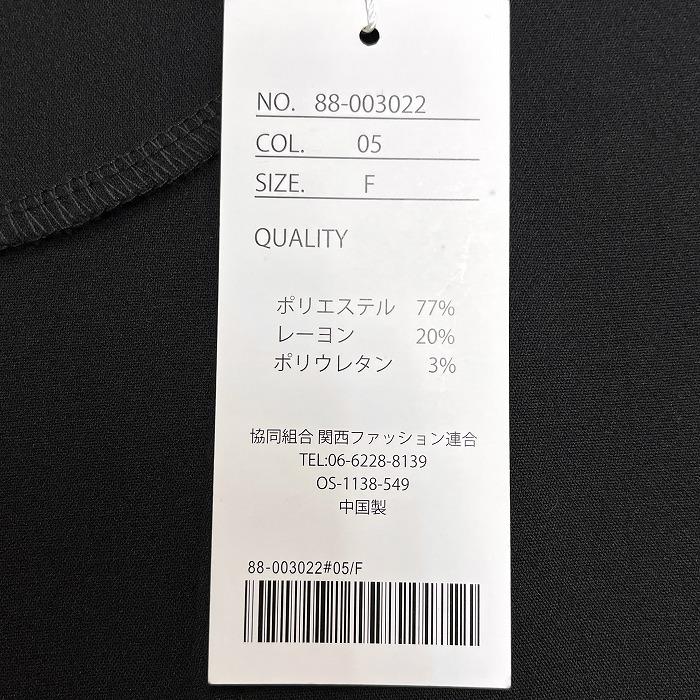 NO. 88-003022
COL. 05
SIZE. F
QUALITY
ポリエステル 77%
レーヨン 20%
ポリウレタン 3%
協同組合 関西ファッション連合
TEL:06-6228-8139
OS-1138-549
中国製
88-003022#05/F